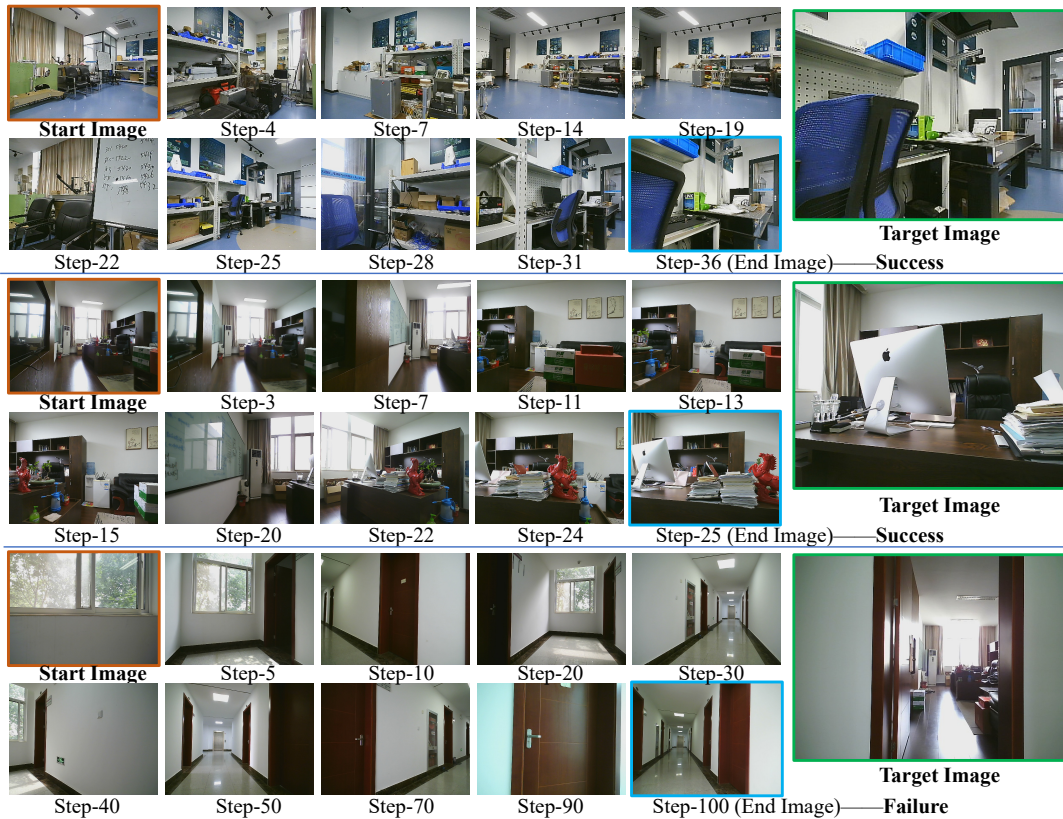 Start Image
Step-4
Step-7
Step-14
Step-19
Target Image
Step-22
Step-25
Step-28
Step-31
Step-36 (End Image)——Success
Start Image
Step-3
Step-7
Step-11
Step-13
Target Image
Step-15
Step-20
Step-22
Step-24
Step-25 (End Image)——Success
Start Image
Step-5
Step-10
Step-20
Step-30
Target Image
Step-40
Step-50
Step-70
Step-90
Step-100 (End Image)——Failure